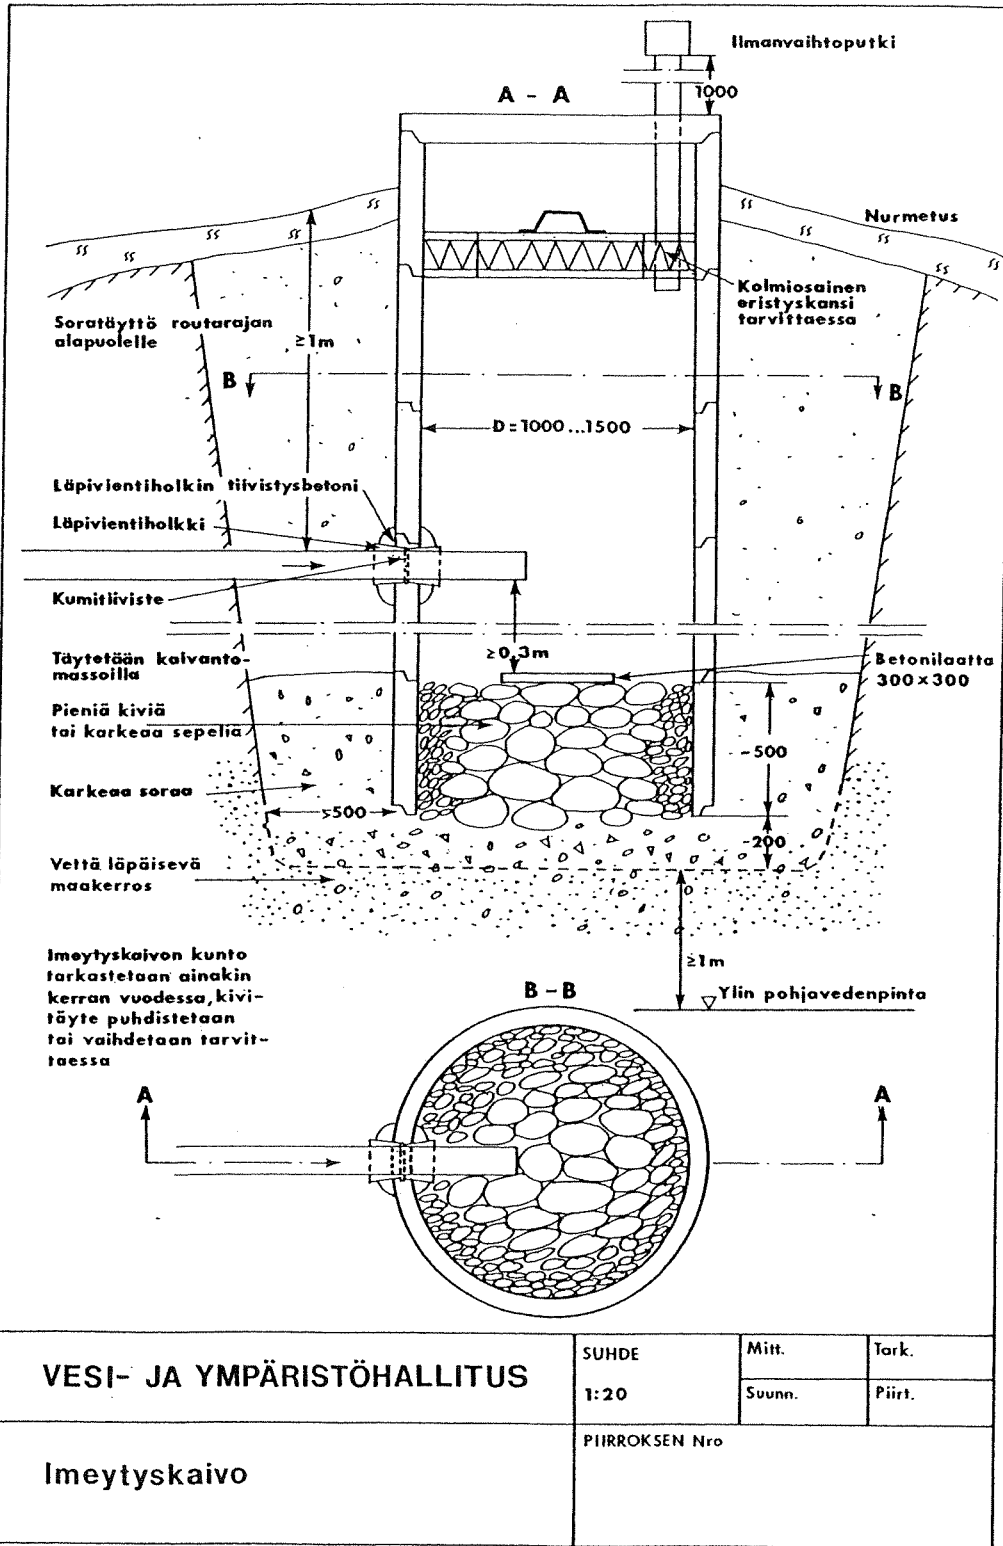 Ilmanvaihtoputki
1000
A - A
Nurmetus
Kolmiosainen
eristyskansi
tarvittaessa
Soratäyttö routarajan
alapuolelle
≥1m
B
B
D=1000...1500
Läpivientiholkin tiivistysbetoni
Läpivientiholkki
Kumitiiviste
≥0,3m
Täytetään kaivanto-
massoilla
Betonilaatta
300×300
Pieniä kiviä
tai karkeaa sepeliä
~500
Karkeaa soraa
≤500
~200
Vettä läpäisevä
maakerros
≥1m
Ylin pohjavedenpinta
Imeytyskaivon kunto
tarkastetaan ainakin
kerran vuodessa, kivi-
täyte puhdistetaan
tai vaihdetaan tarvit-
taessa
B - B
A
A
VESI- JA YMPÄRISTÖHALLITUS
SUHDE
1:20
Mitt.
Tark.
Suunn.
Piirt.
Imeytyskaivo
PIIRROKSEN Nro